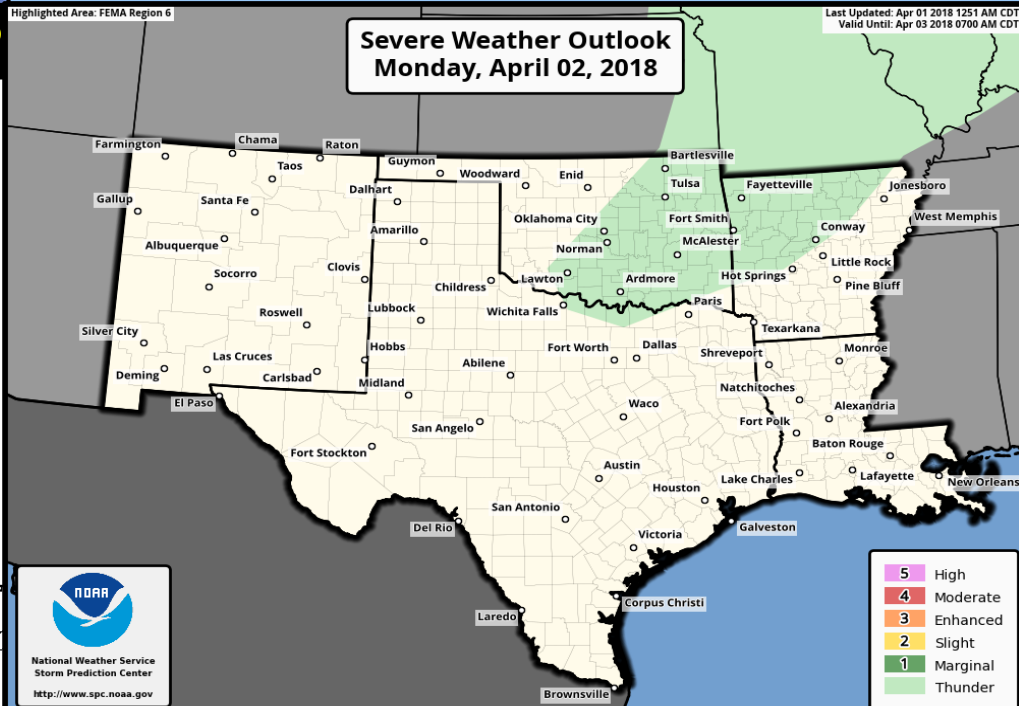 Highlighted Area: FEMA Region 6
Last Updated: Apr 01 2018 1251 AM CDT
Valid Until: Apr 03 2018 0700 AM CDT
Severe Weather Outlook
Monday, April 02, 2018
Farmington
Chama
Raton
Taos
Guymon
Woodward
Enid
Bartlesville
Tulsa
Fayetteville
Jonesboro
Gallup
Santa Fe
Dalhart
Oklahoma City
Fort Smith
Conway
West Memphis
Albuquerque
Amarillo
Norman
McAlester
Little Rock
Socorro
Clovis
Childress
Lawton
Ardmore
Hot Springs
Pine Bluff
Roswell
Lubbock
Wichita Falls
Paris
Texarkana
Silver City
Las Cruces
Hobbs
Abilene
Fort Worth
Dallas
Shreveport
Monroe
Deming
Carlsbad
Midland
Natchitoches
El Paso
San Angelo
Waco
Fort Polk
Alexandria
Fort Stockton
Baton Rouge
Austin
Houston
Lake Charles
Lafayette
New Orleans
San Antonio
Del Rio
Victoria
Galveston
Laredo
Corpus Christi
Brownsville
NOAA
National Weather Service
Storm Prediction Center
http://www.spc.noaa.gov
5 High
4 Moderate
3 Enhanced
2 Slight
1 Marginal
Thunder